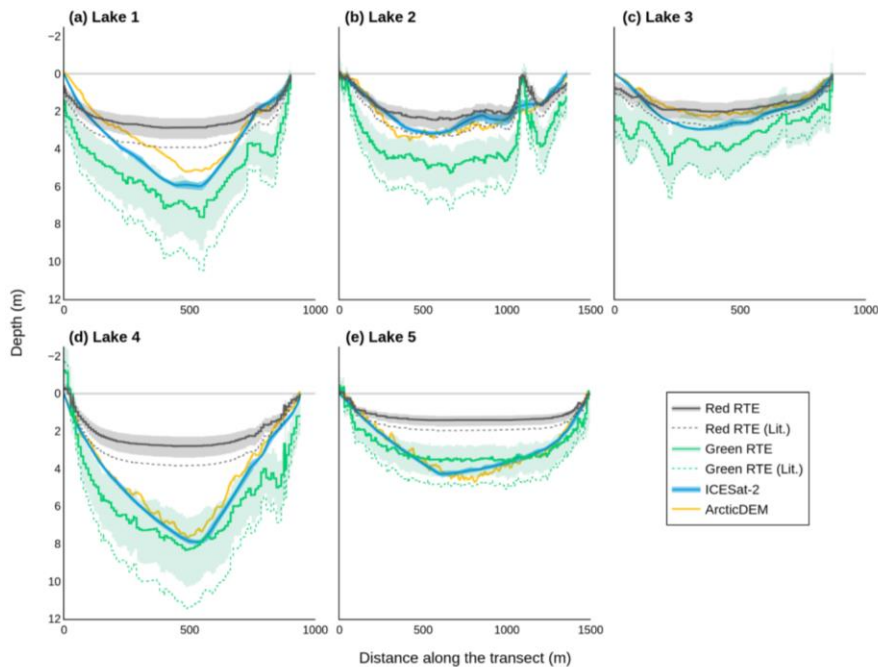 (a) Lake 1
(b) Lake 2
(c) Lake 3
−2
0
2
4
6
8
10
12
0
500
1000
0
500
1000
1500
0
500
1000
(d) Lake 4
(e) Lake 5
−2
0
2
4
6
8
10
12
0
500
1000
0
500
1000
1500
Red RTE
Red RTE (Lit.)
Green RTE
Green RTE (Lit.)
ICESat-2
ArcticDEM
Depth (m)
Distance along the transect (m)